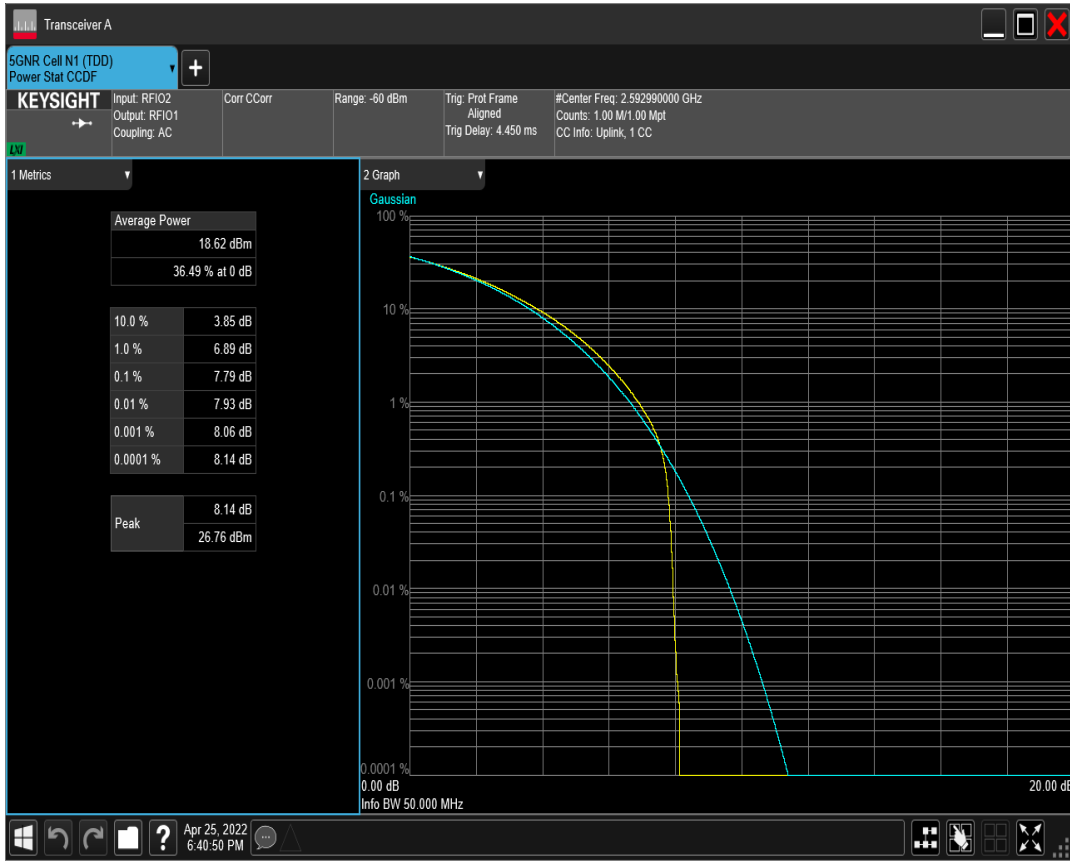 Transceiver A
5GNR Cell N1 (TDD)
Power Stat CCDF
+
KEYSIGHT
LXI
Input: RFIO2
Output: RFIO1
Coupling: AC
Corr CCorr
Range: -60 dBm
Trig: Prot Frame
Aligned
Trig Delay: 4.450 ms
#Center Freq: 2.592990000 GHz
Counts: 1.00 M/1.00 Mpt
CC Info: Uplink, 1 CC
1 Metrics
Average Power
18.62 dBm
36.49 % at 0 dB
10.0 % 3.85 dB
1.0 % 6.89 dB
0.1 % 7.79 dB
0.01 % 7.93 dB
0.001 % 8.06 dB
0.0001 % 8.14 dB
Peak
8.14 dB
26.76 dBm
2 Graph
Gaussian
100 %
10 %
1 %
0.1 %
0.01 %
0.001 %
0.0001 %
0.00 dB 20.00 dB
Info BW 50.000 MHz
?
Apr 25, 2022
6:40:50 PM